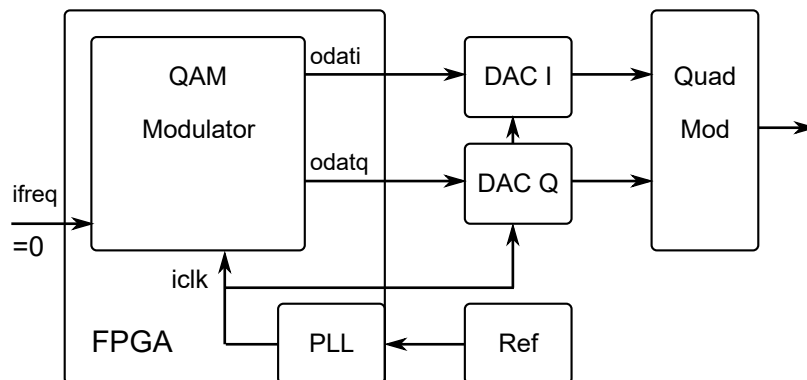 QAM
Modulator
odati
odatq
DAC I
DAC Q
Quad
Mod
ifreq
=0
iclk
FPGA
PLL
Ref